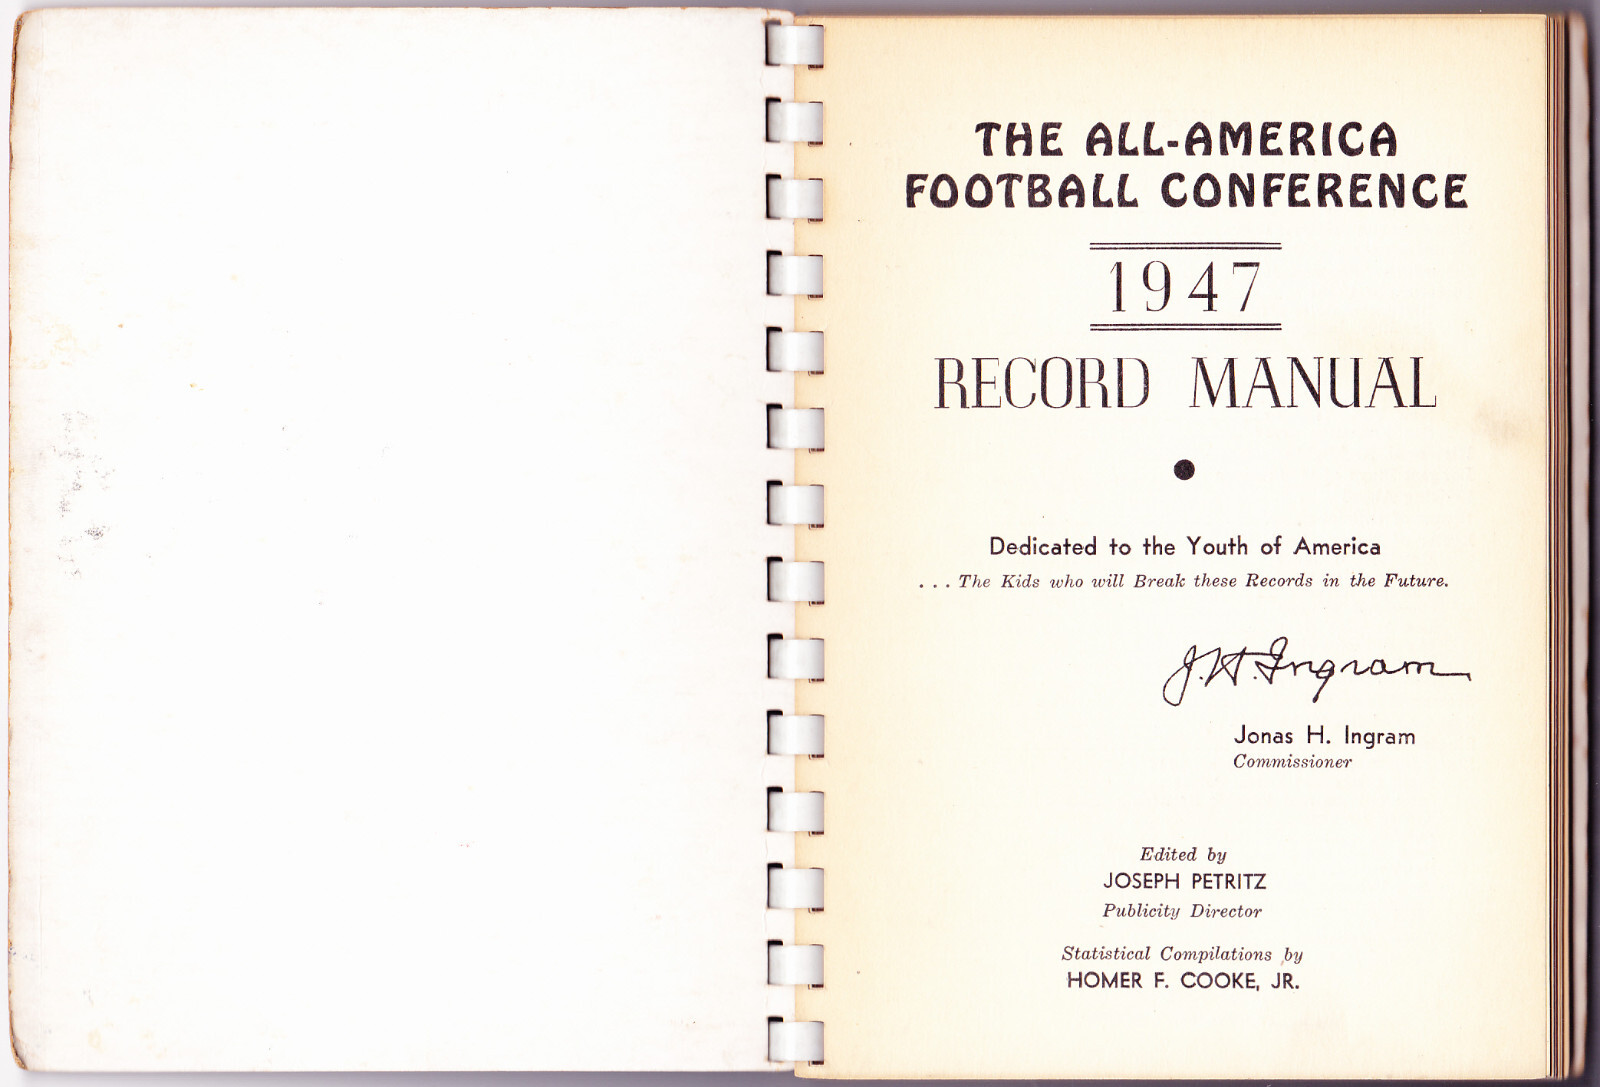 THE ALL-AMERICA
FOOTBALL CONFERENCE
1947
RECORD MANUAL
Dedicated to the Youth of America
. . . The Kids who will Break these Records in the Future.
J. H. Ingram
Jonas H. Ingram
Commissioner
Edited by
JOSEPH PETRITZ
Publicity Director
Statistical Compilations by
HOMER F. COOKE, JR.